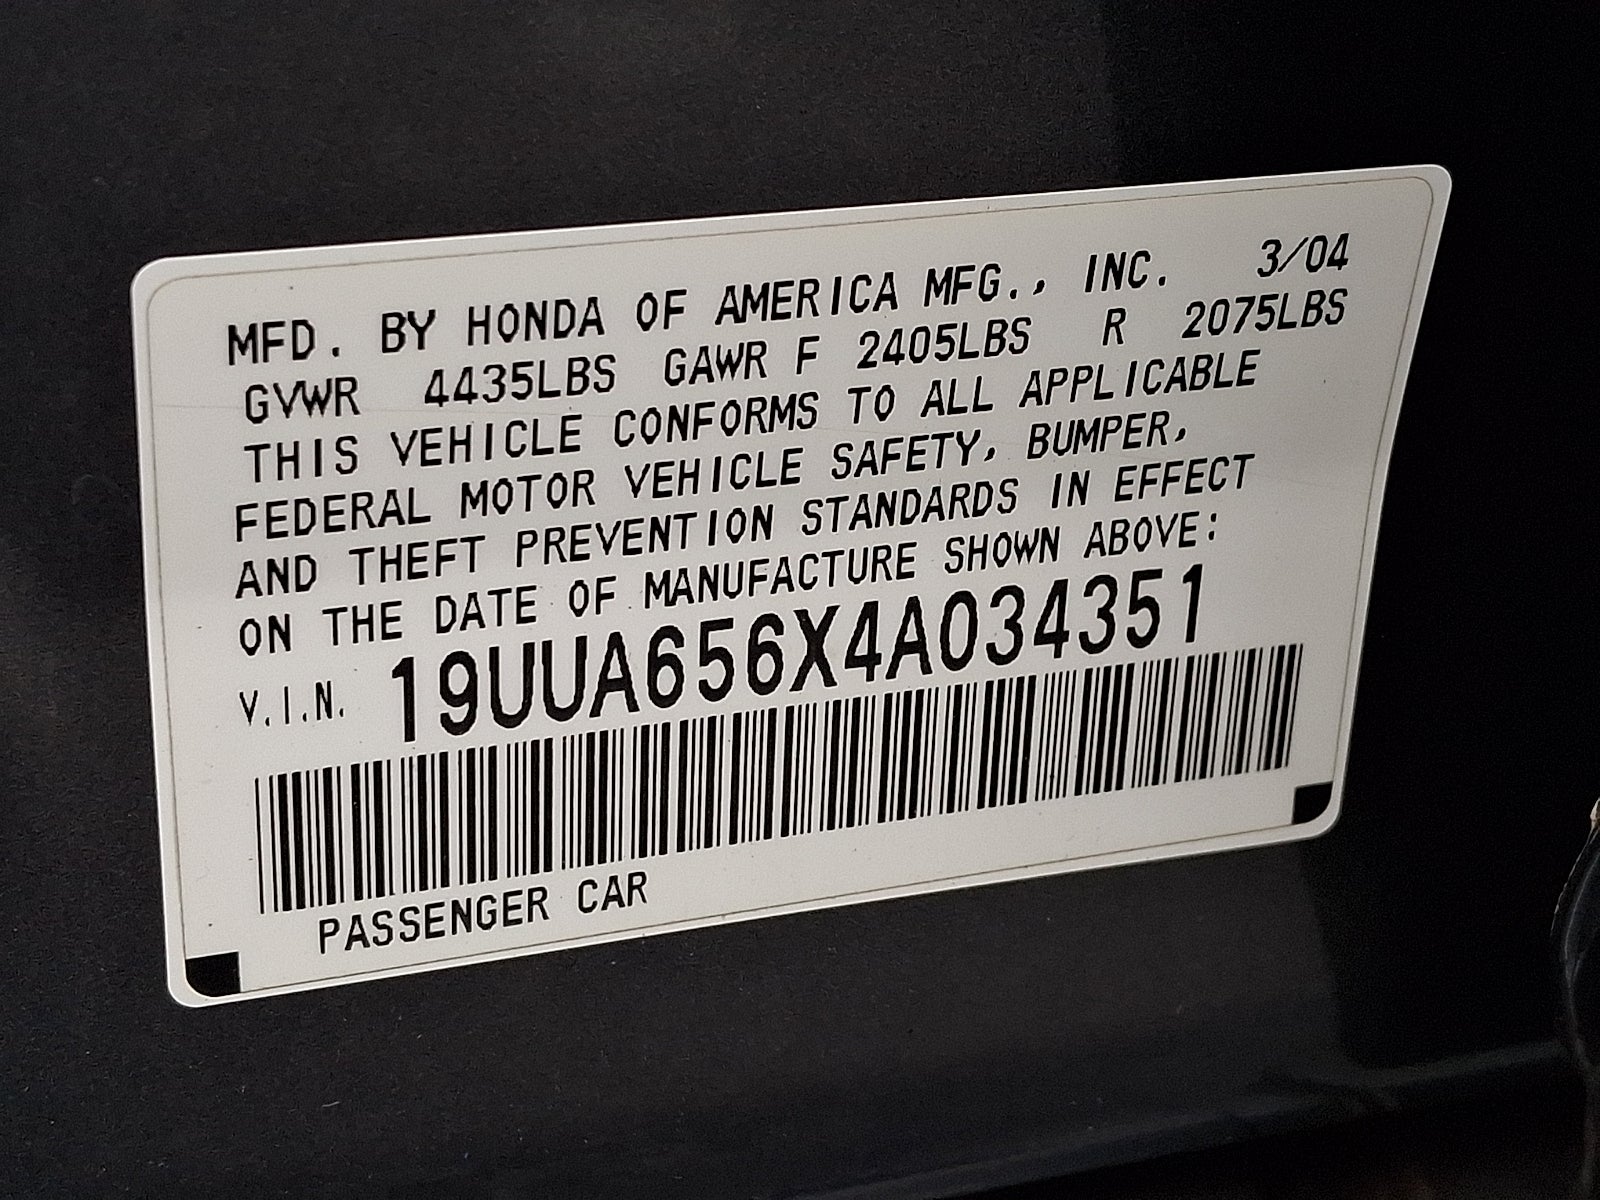 MFD. BY HONDA OF AMERICA MFG., INC. 3/04
GVWR 4435LBS GAWR F 2405LBS R 2075LBS
THIS VEHICLE CONFORMS TO ALL APPLICABLE
FEDERAL MOTOR VEHICLE SAFETY, BUMPER,
AND THEFT PREVENTION STANDARDS IN EFFECT
ON THE DATE OF MANUFACTURE SHOWN ABOVE:
V.I.N. 19UUA656X4A034351
PASSENGER CAR